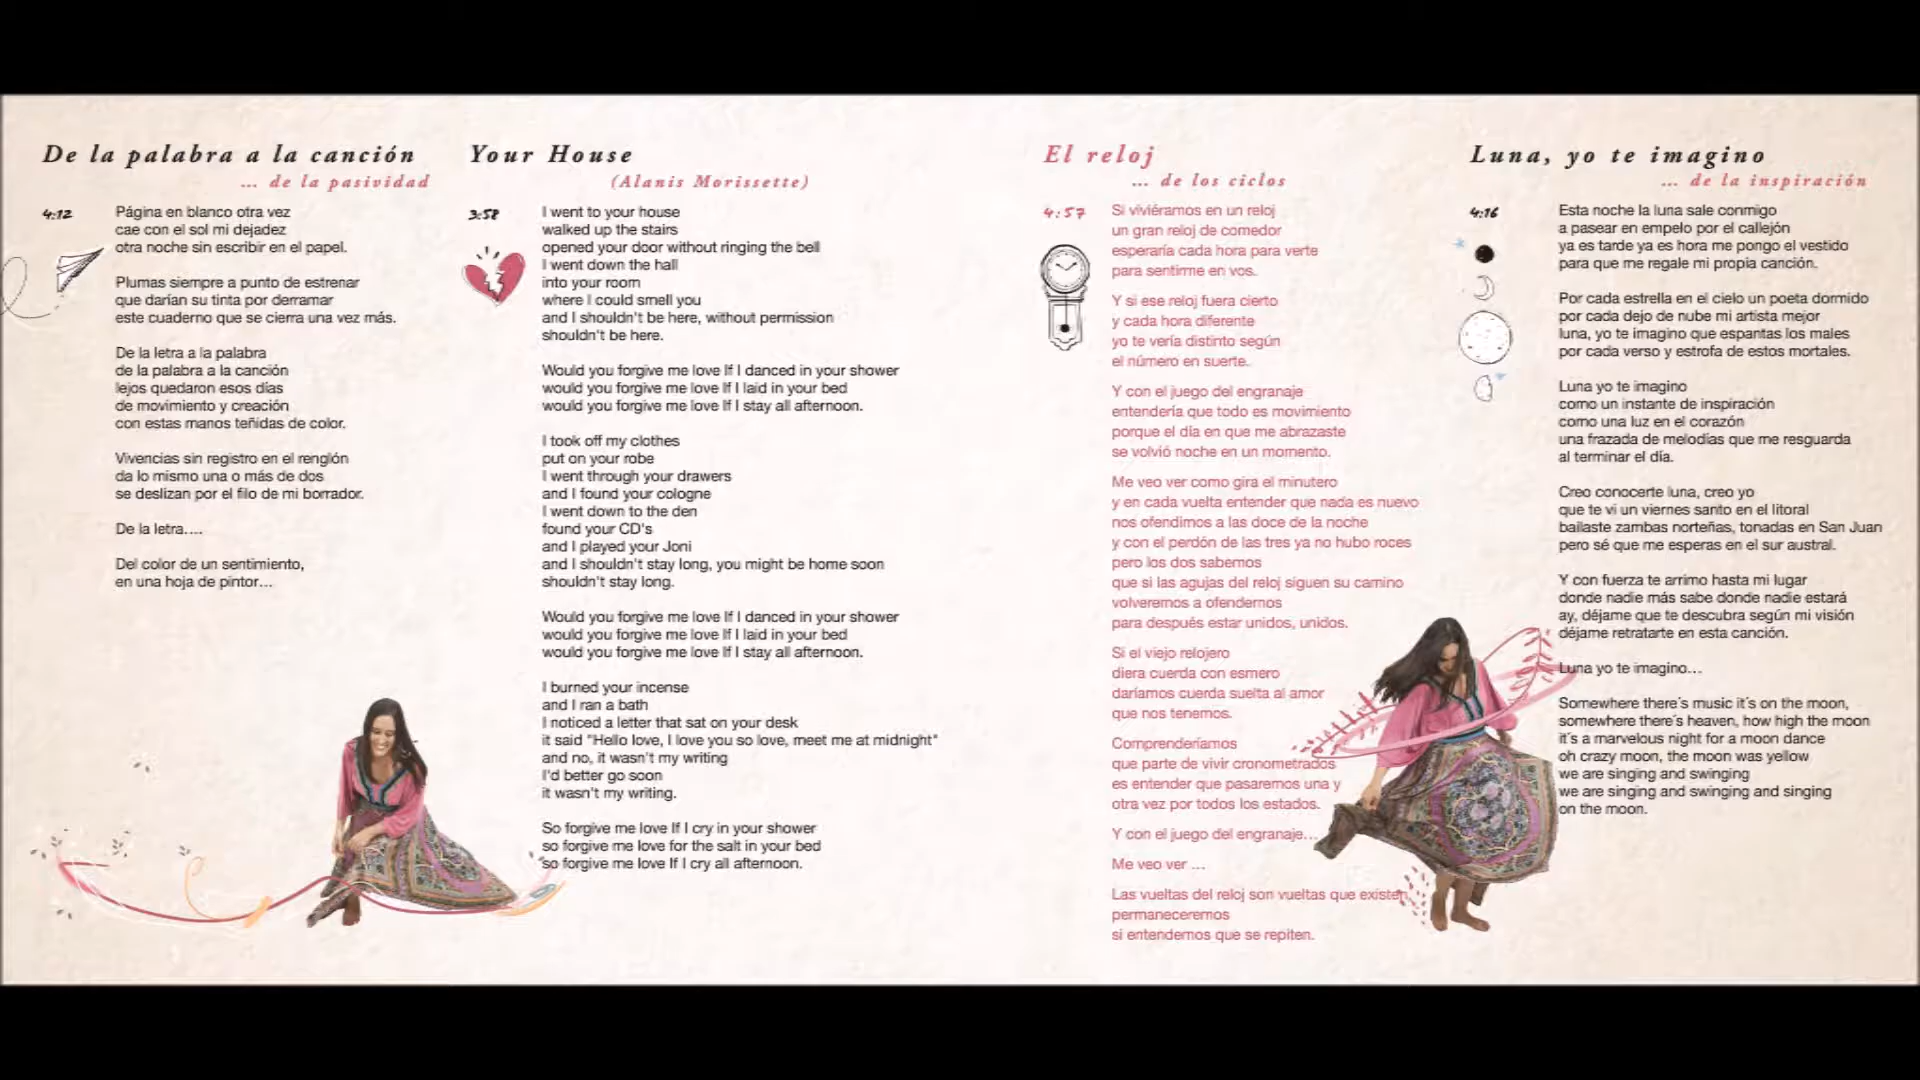 De la palabra a la canción
... de la pasividad
4:12
Página en blanco otra vez
cae con el sol mi dejadez
otra noche sin escribir en el papel.
Plumas siempre a punto de estrenar
que darían su tinta por derramar
este cuaderno que se cierra una vez más.
De la letra a la palabra
de la palabra a la canción
lejos quedaron esos días
de movimiento y creación
con estas manos teñidas de color.
Vivencias sin registro en el renglón
da lo mismo una o más de dos
se deslizan por el filo de mi borrador.
De la letra....
Del color de un sentimiento,
en una hoja de pintor...
Your House
(Alanis Morissette)
3:58
I went to your house
walked up the stairs
opened your door without ringing the bell
I went down the hall
into your room
where I could smell you
and I shouldn't be here, without permission
shouldn't be here.
Would you forgive me love If I danced in your shower
would you forgive me love If I laid in your bed
would you forgive me love If I stay all afternoon.
I took off my clothes
put on your robe
I went through your drawers
and I found your cologne
I went down to the den
found your CD's
and I played your Joni
and I shouldn't stay long, you might be home soon
shouldn't stay long.
Would you forgive me love If I danced in your shower
would you forgive me love If I laid in your bed
would you forgive me love If I stay all afternoon.
I burned your incense
and I ran a bath
I noticed a letter that sat on your desk
it said "Hello love, I love you so love, meet me at midnight"
and no, it wasn't my writing
I'd better go soon
it wasn't my writing.
So forgive me love If I cry in your shower
so forgive me love for the salt in your bed
so forgive me love If I cry all afternoon.
El reloj
... de los ciclos
4:57
Si viviéramos en un reloj
un gran reloj de comedor
esperaría cada hora para verte
para sentirme en vos.
Y si ese reloj fuera cierto
y cada hora diferente
yo te vería distinto según
el número en suerte.
Y con el juego del engranaje
entendería que todo es movimiento
porque el día en que me abrazaste
se volvió noche en un momento.
Me veo ver como gira el minutero
y en cada vuelta entender que nada es nuevo
nos ofendimos a las doce de la noche
y con el perdón de las tres ya no hubo roces
pero los dos sabemos
que si las agujas del reloj siguen su camino
volveremos a ofendernos
para después estar unidos, unidos.
Si el viejo relojero
diera cuerda con esmero
daríamos cuerda suelta al amor
que nos tenemos.
Comprenderíamos
que parte de vivir cronometrados
es entender que pasaremos una y
otra vez por todos los estados.
Y con el juego del engranaje...
Me veo ver ...
Las vueltas del reloj son vueltas que existen,
permaneceremos
si entendemos que se repiten.
Luna, yo te imagino
... de la inspiración
4:16
Esta noche la luna sale conmigo
a pasear en empelo por el callejón
ya es tarde ya es hora me pongo el vestido
para que me regale mi propia canción.
Por cada estrella en el cielo un poeta dormido
por cada dejo de nube mi artista mejor
luna, yo te imagino que espantas los males
por cada verso y estrofa de estos mortales.
Luna yo te imagino
como un instante de inspiración
como una luz en el corazón
una frazada de melodías que me resguarda
al terminar el día.
Creo conocerte luna, creo yo
que te vi un viernes santo en el litoral
bailaste zambas norteñas, tonadas en San Juan
pero sé que me esperas en el sur austral.
Y con fuerza te arrimo hasta mi lugar
donde nadie más sabe donde nadie estará
ay, déjame que te descubra según mi visión
déjame retratarte en esta canción.
Luna yo te imagino...
Somewhere there´s music it´s on the moon,
somewhere there´s heaven, how high the moon
it´s a marvelous night for a moon dance
oh crazy moon, the moon was yellow
we are singing and swinging
we are singing and swinging and singing
on the moon.